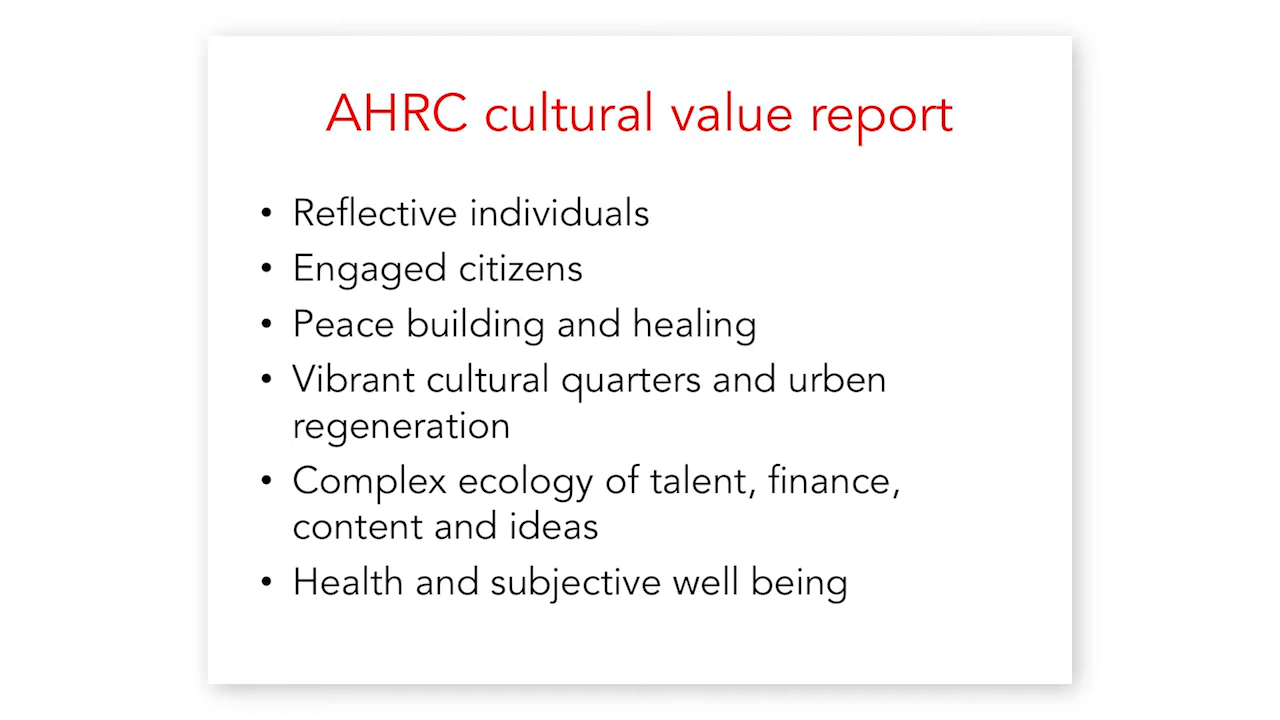 AHRC cultural value report
• Reflective individuals
• Engaged citizens
• Peace building and healing
• Vibrant cultural quarters and urben
regeneration
• Complex ecology of talent, finance,
content and ideas
• Health and subjective well being